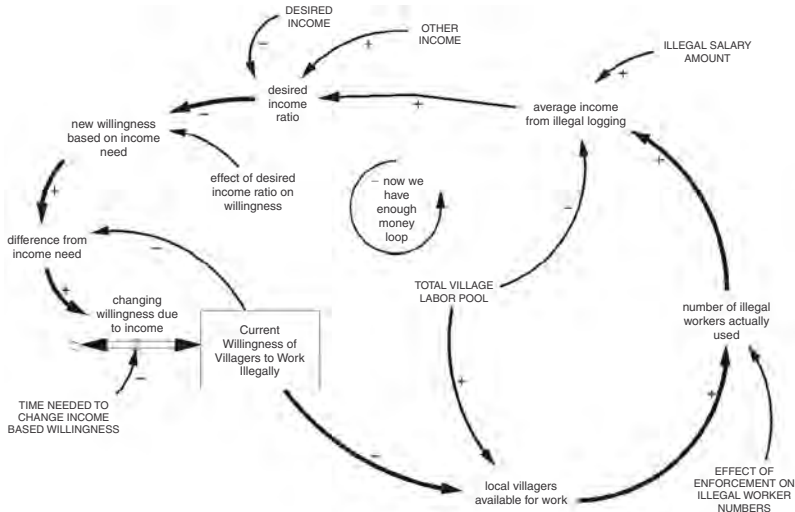 DESIRED
INCOME
OTHER
INCOME
ILLEGAL SALARY
AMOUNT
−
+
+
desired
income
ratio
+
average income
from illegal logging
−
new willingness
based on income
need
effect of desired
income ratio on
willingness
+
− now we
have
enough
money
loop
−
+
difference from
income need
−
+
TOTAL VILLAGE
LABOR POOL
changing
willingness due
to income
Current
Willingness of
Villagers to Work
Illegally
number of illegal
workers actually
used
−
+
+
+
TIME NEEDED TO
CHANGE INCOME
BASED WILLINGNESS
−
local villagers
available for work
EFFECT OF
ENFORCEMENT ON
ILLEGAL WORKER
NUMBERS